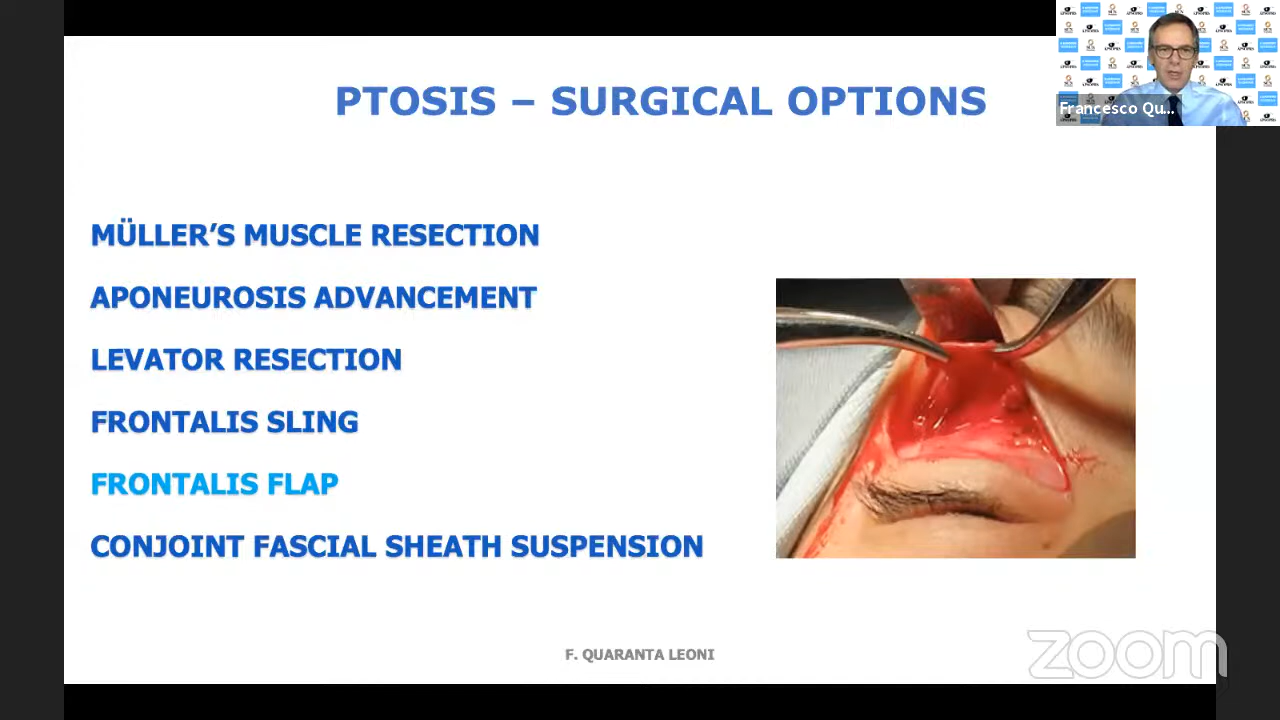 PTOSIS – SURGICAL OPTIONS
Francesco Qu...
MÜLLER'S MUSCLE RESECTION
APONEUROSIS ADVANCEMENT
LEVATOR RESECTION
FRONTALIS SLING
FRONTALIS FLAP
CONJOINT FASCIAL SHEATH SUSPENSION
F. QUARANTA LEONI
zoom